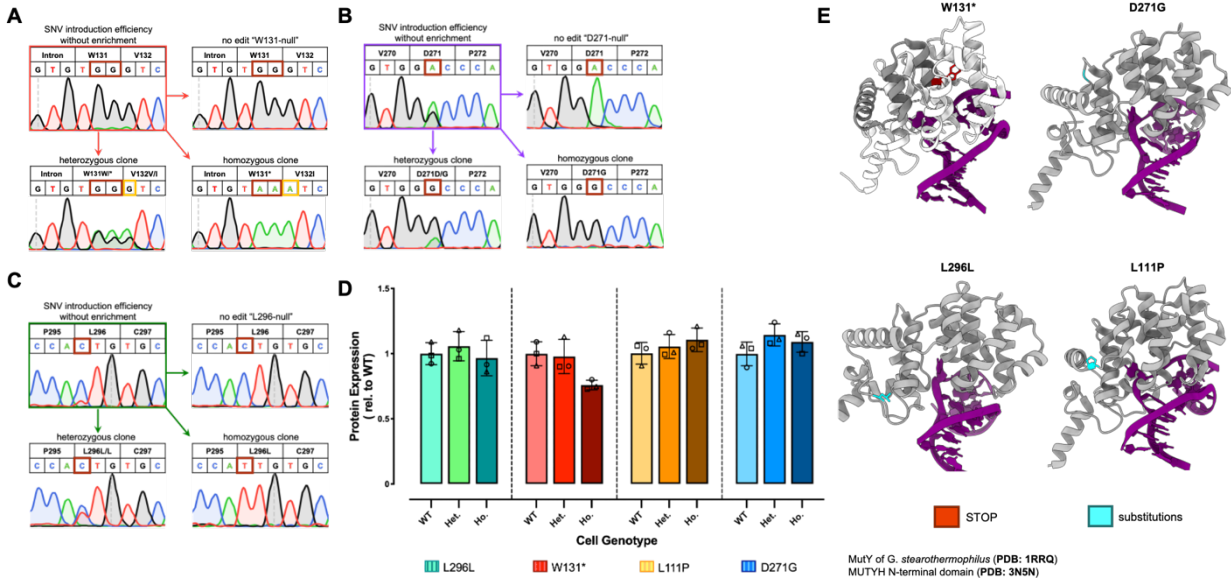 A
SNV introduction efficiency
without enrichment
Intron W131 V132
G T G T G G G T C
no edit "W131-null"
Intron W131 V132
G T G T G G G T C
heterozygous clone
Intron W131W/* V132V/I
G T G T G G G T C
homozygous clone
Intron W131* V132I
G T G T A A A T C
B
SNV introduction efficiency
without enrichment
V270 D271 P272
G T G G A C C C A
no edit "D271-null"
V270 D271 P272
G T G G A C C C A
heterozygous clone
V270 D271D/G P272
G T G G G C C C A
homozygous clone
V270 D271G P272
G T G G G C C C A
C
SNV introduction efficiency
without enrichment
P295 L296 C297
C C A C T G T G C
no edit "L296-null"
P295 L296 C297
C C A C T G T G C
heterozygous clone
P295 L296L/L C297
C C A C T G T G C
homozygous clone
P295 L296L C297
C C A T T G T G C
D
Protein Expression
( rel. to WT)
1.5
1
0.5
0
WT Het. Ho. WT Het. Ho. WT Het. Ho. WT Het. Ho.
Cell Genotype
L296L W131* L111P D271G
E
W131* D271G
L296L L111P
STOP substitutions
MutY of G. stearothermophilus (PDB: 1RRQ)
MUTYH N-terminal domain (PDB: 3N5N)